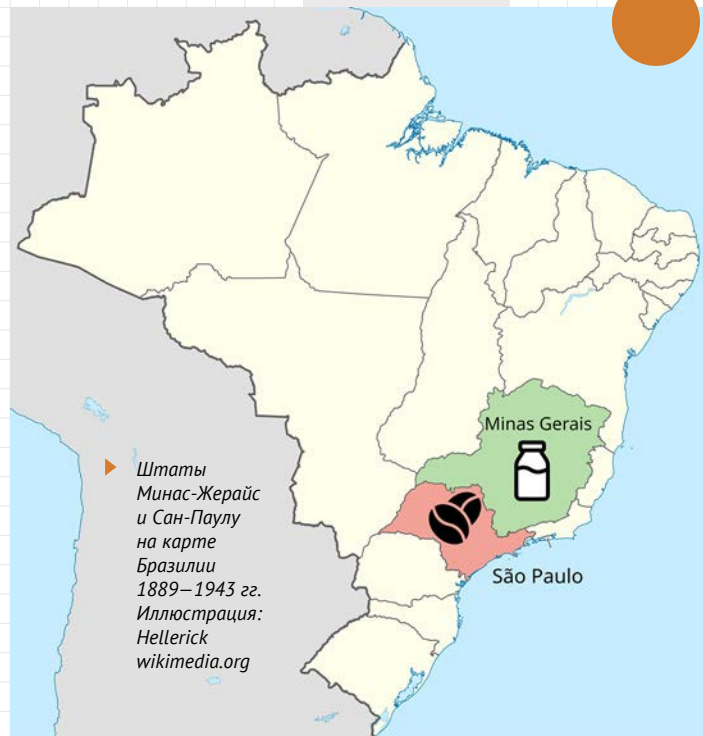 Minas Gerais
São Paulo
Штаты
Минас-Жерайс
и Сан-Паулу
на карте
Бразилии
1889—1943 гг.
Иллюстрация:
Hellerick
wikimedia.org